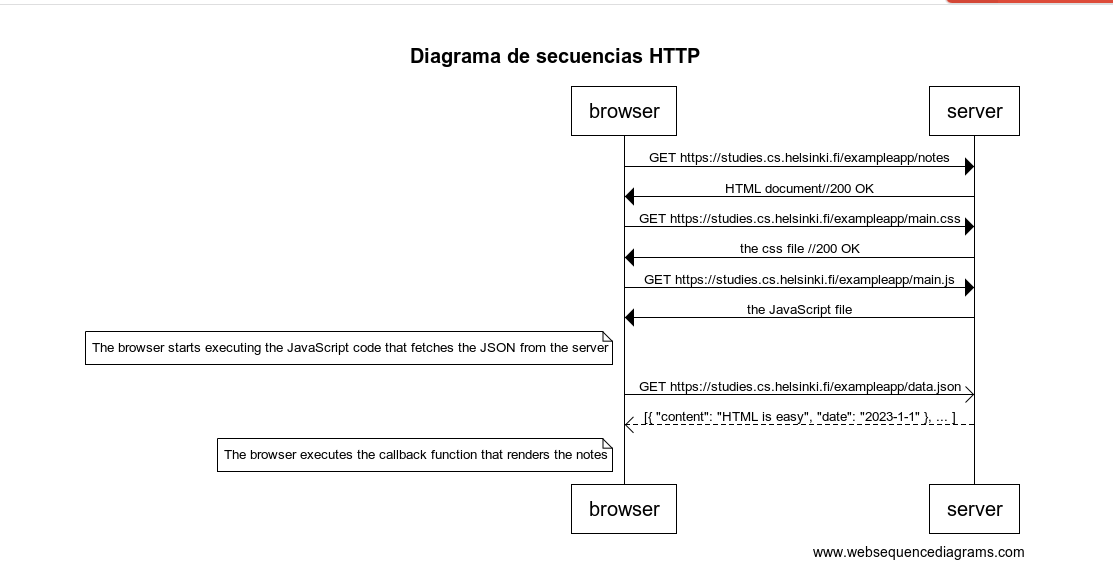 Diagrama de secuencias HTTP
browser
server
GET https://studies.cs.helsinki.fi/exampleapp/notes
HTML document//200 OK
GET https://studies.cs.helsinki.fi/exampleapp/main.css
the css file //200 OK
GET https://studies.cs.helsinki.fi/exampleapp/main.js
the JavaScript file
The browser starts executing the JavaScript code that fetches the JSON from the server
GET https://studies.cs.helsinki.fi/exampleapp/data.json
[{ "content": "HTML is easy", "date": "2023-1-1" }, ... ]
The browser executes the callback function that renders the notes
browser
server
www.websequencediagrams.com